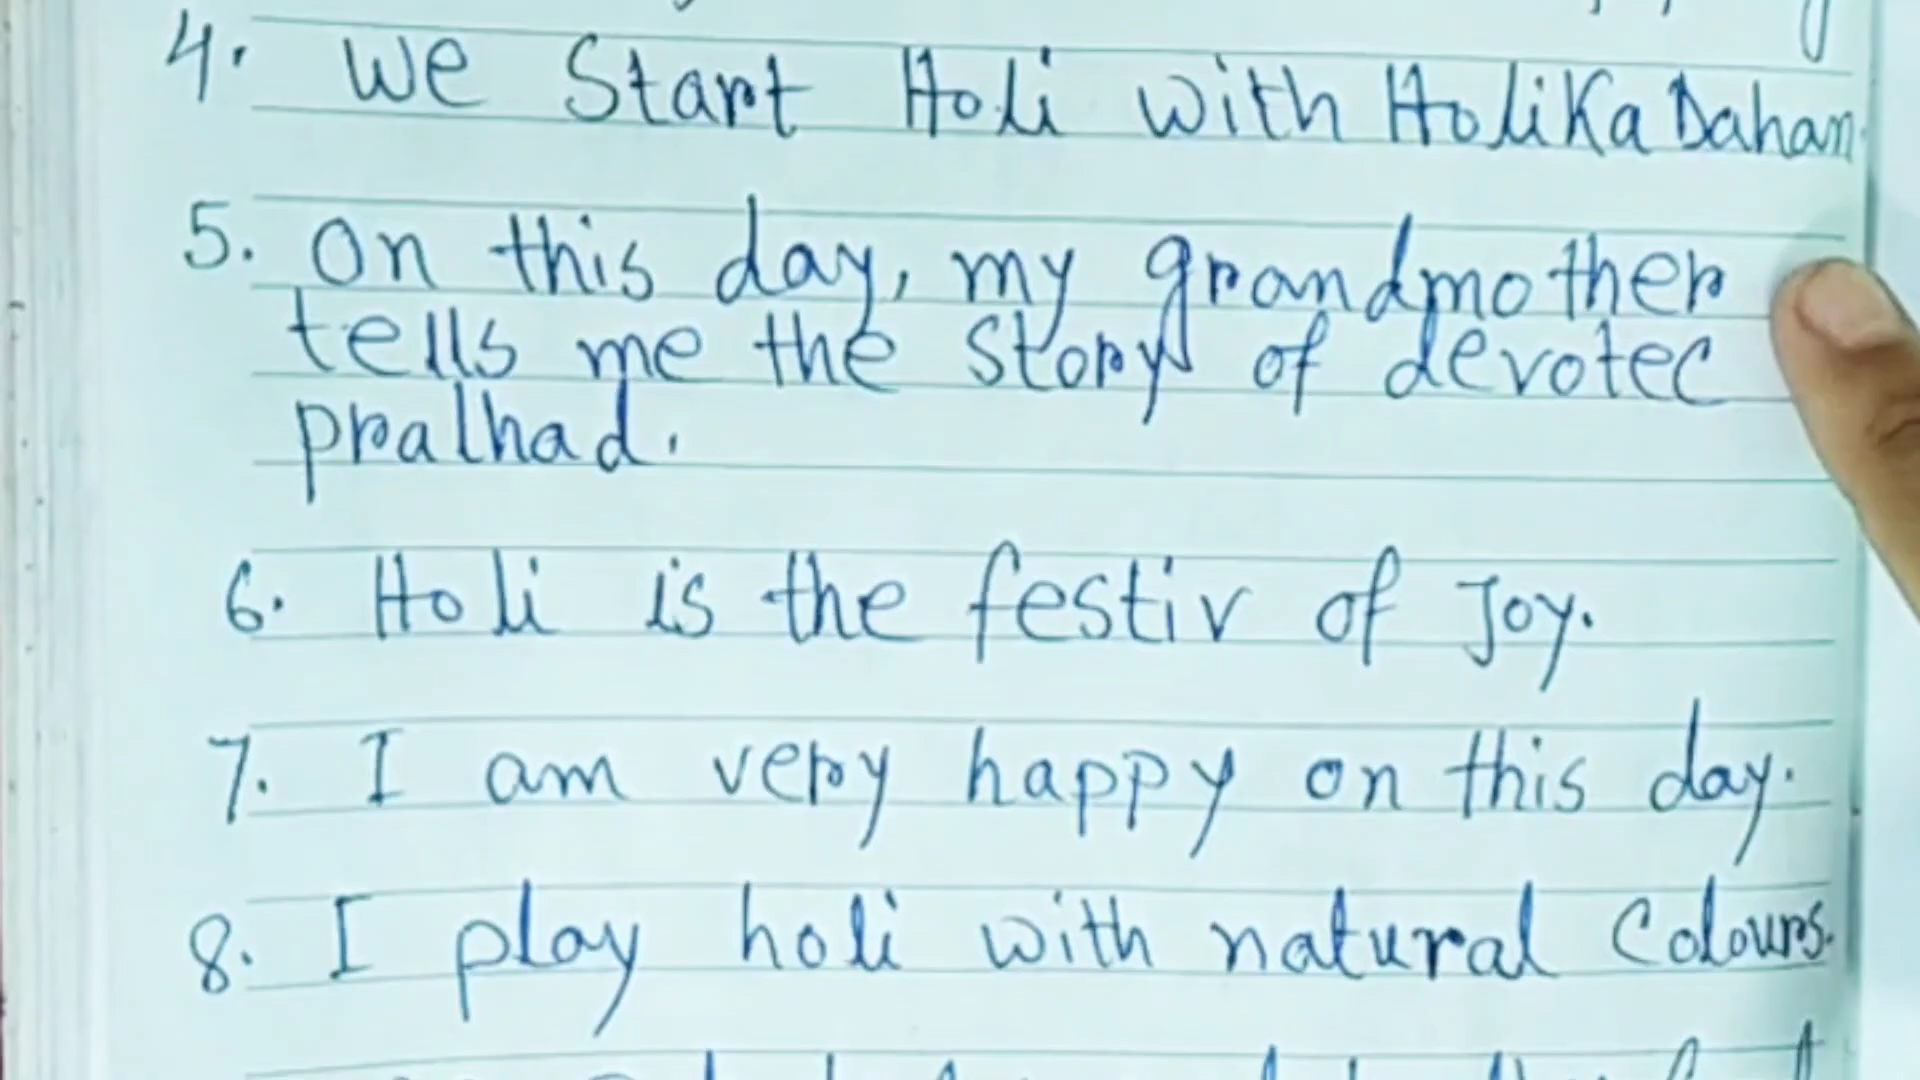 4. We Start Holi with Holika Dahan.
5. On this day, my grandmother
tells me the story of devotec
pralhad.
6. Holi is the festiv of Joy.
7. I am very happy on this day.
8. I play holi with natural Colours.